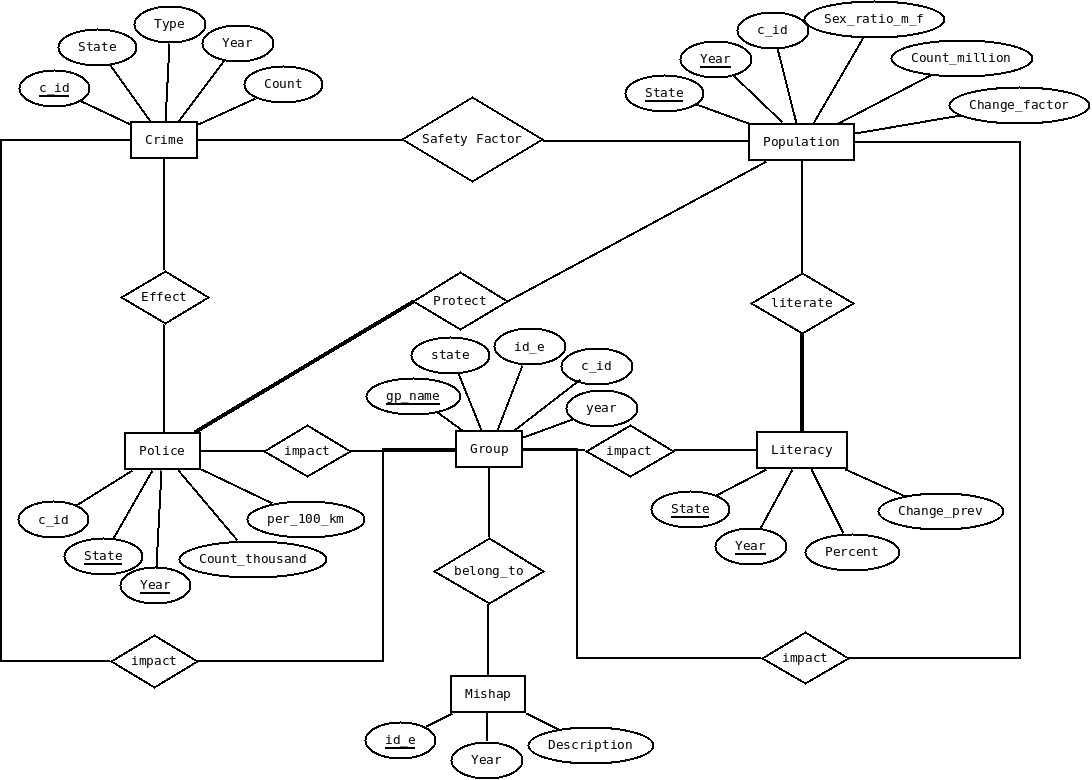 Type
Sex_ratio_m_f
c_id
State
Year
Year
Count_million
c_id
Count
State
Change_factor
Crime
Safety Factor
Population
Effect
Protect
literate
state
id_e
c_id
gp_name
year
Police
impact
Group
impact
Literacy
c_id
per_100_km
State
Change_prev
State
Count_thousand
Year
Percent
Year
belong_to
impact
impact
Mishap
id_e
Year
Description